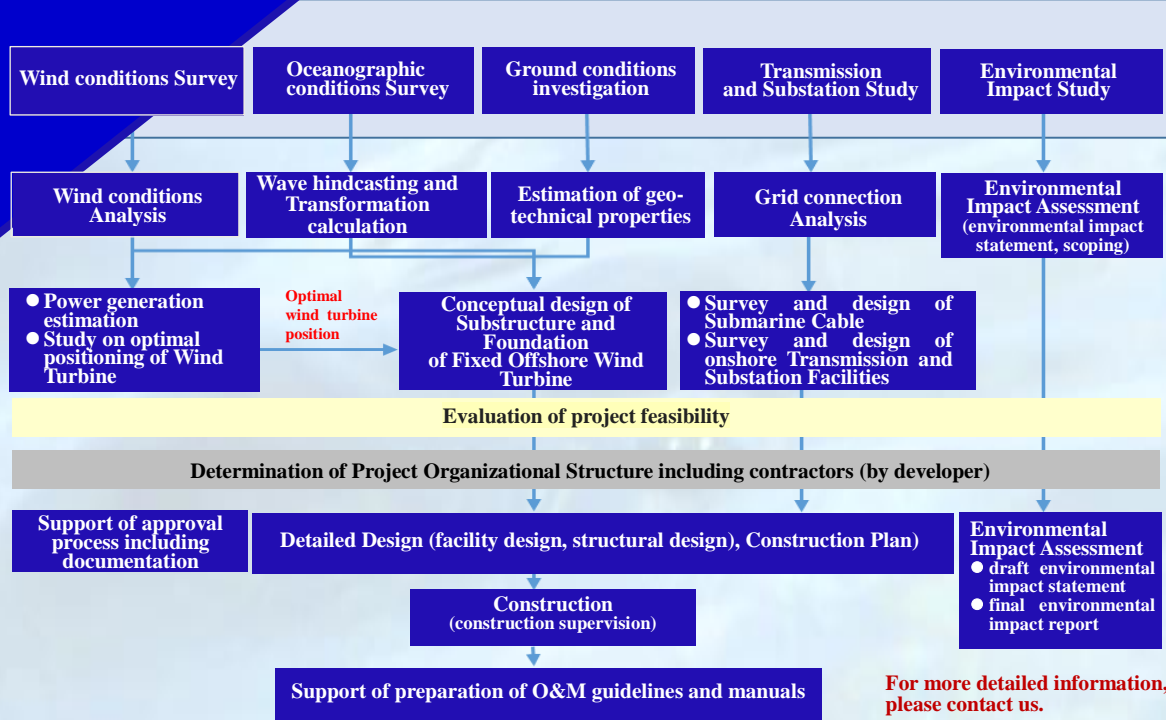 Wind conditions Survey
Oceanographic
conditions Survey
Ground conditions
investigation
Transmission
and Substation Study
Environmental
Impact Study
Wind conditions
Analysis
Wave hindcasting and
Transformation
calculation
Estimation of geo-
technical properties
Grid connection
Analysis
Environmental
Impact Assessment
(environmental impact
statement, scoping)
● Power generation
estimation
● Study on optimal
positioning of Wind
Turbine
Optimal
wind turbine
position
Conceptual design of
Substructure and
Foundation
of Fixed Offshore Wind
Turbine
● Survey and design of
Submarine Cable
● Survey and design of
onshore Transmission and
Substation Facilities
Evaluation of project feasibility
Determination of Project Organizational Structure including contractors (by developer)
Support of approval
process including
documentation
Detailed Design (facility design, structural design), Construction Plan)
Environmental
Impact Assessment
● draft environmental
impact statement
● final environmental
impact report
Construction
(construction supervision)
Support of preparation of O&M guidelines and manuals
For more detailed information,
please contact us.